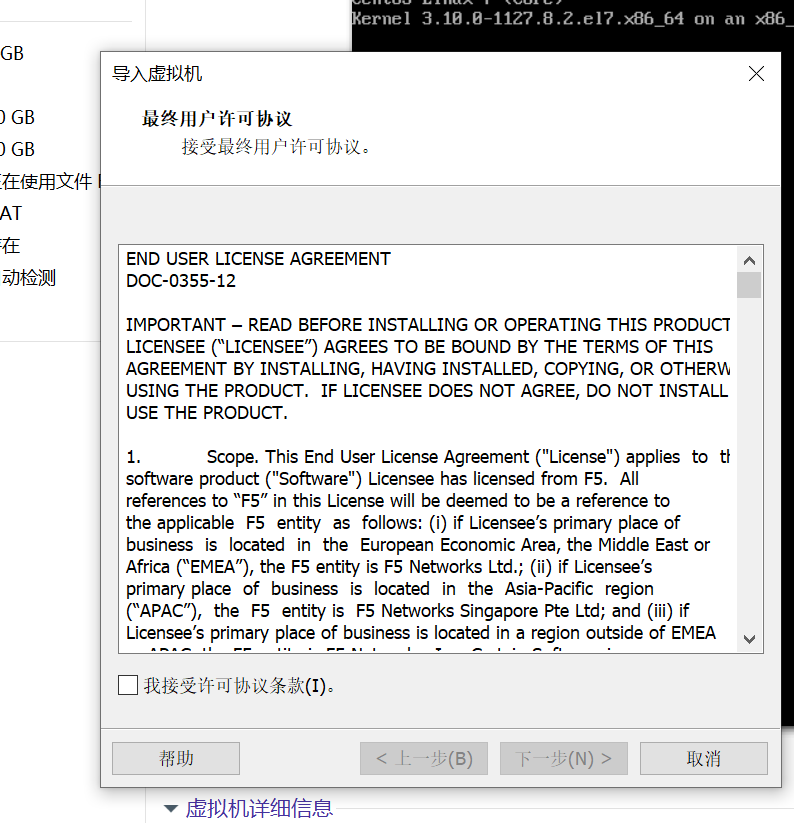 Kernel 3.10.0-1127.8.2.el7.x86_64 on an x86_
GB
0 GB
0 GB
在使用文件
AT
在
动检测
导入虚拟机
最终用户许可协议
接受最终用户许可协议。
END USER LICENSE AGREEMENT
DOC-0355-12
IMPORTANT – READ BEFORE INSTALLING OR OPERATING THIS PRODUCT
LICENSEE (“LICENSEE”) AGREES TO BE BOUND BY THE TERMS OF THIS
AGREEMENT BY INSTALLING, HAVING INSTALLED, COPYING, OR OTHERW
USING THE PRODUCT.  IF LICENSEE DOES NOT AGREE, DO NOT INSTALL
USE THE PRODUCT.
1. Scope. This End User License Agreement ("License") applies to th
software product ("Software") Licensee has licensed from F5.  All
references to “F5” in this License will be deemed to be a reference to
the applicable F5 entity as follows: (i) if Licensee’s primary place of
business is located in the European Economic Area, the Middle East or
Africa (“EMEA”), the F5 entity is F5 Networks Ltd.; (ii) if Licensee’s
primary place of business is located in the Asia-Pacific region
(“APAC”), the F5 entity is F5 Networks Singapore Pte Ltd; and (iii) if
Licensee’s primary place of business is located in a region outside of EMEA
我接受许可协议条款(I)。
帮助
< 上一步(B)
下一步(N) >
取消
虚拟机详细信息